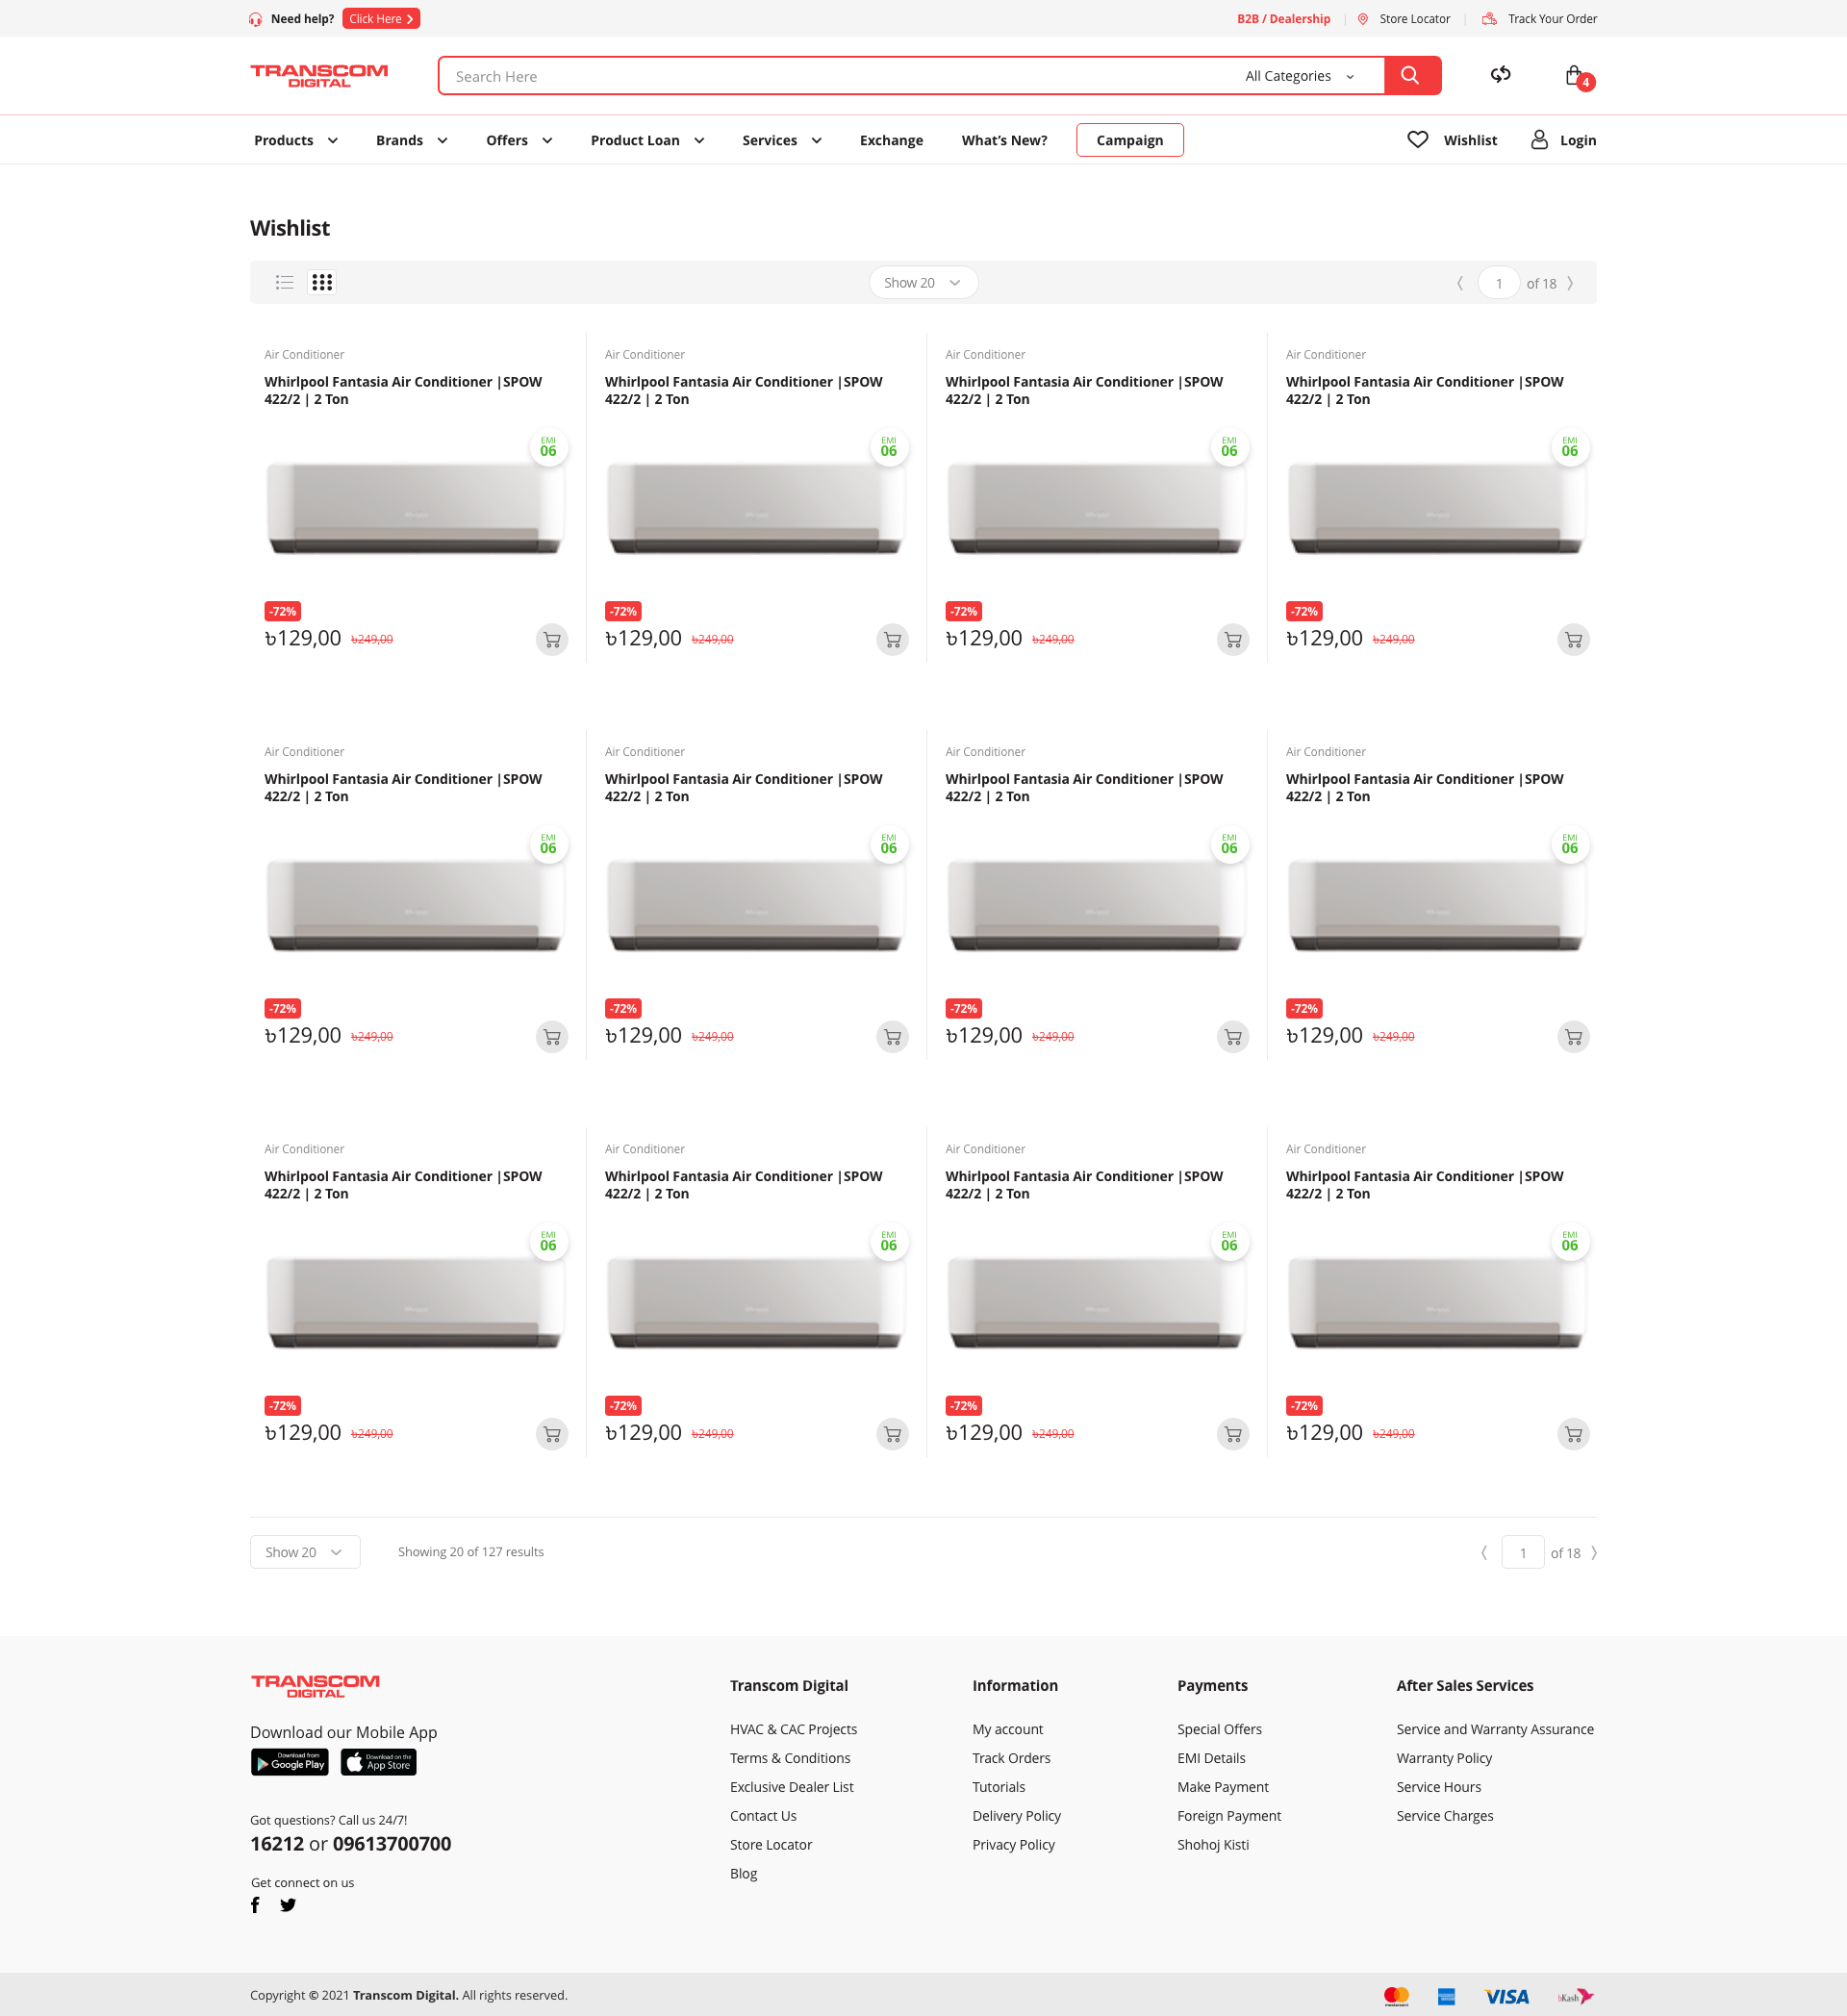 Need help? Click Here B2B / Dealership Store Locator Track Your Order
TRANSCOM
DIGITAL
Search Here All Categories
4
Products Brands Offers Product Loan Services Exchange What's New? Campaign Wishlist Login
Wishlist
Show 20 1 of 18
Air Conditioner Air Conditioner Air Conditioner Air Conditioner
Whirlpool Fantasia Air Conditioner |SPOW Whirlpool Fantasia Air Conditioner |SPOW Whirlpool Fantasia Air Conditioner |SPOW Whirlpool Fantasia Air Conditioner |SPOW
422/2 | 2 Ton 422/2 | 2 Ton 422/2 | 2 Ton 422/2 | 2 Ton
EMI EMI EMI EMI
06 06 06 06
-72% -72% -72% -72%
৳129,00 ৳249,00 ৳129,00 ৳249,00 ৳129,00 ৳249,00 ৳129,00 ৳249,00
Air Conditioner Air Conditioner Air Conditioner Air Conditioner
Whirlpool Fantasia Air Conditioner |SPOW Whirlpool Fantasia Air Conditioner |SPOW Whirlpool Fantasia Air Conditioner |SPOW Whirlpool Fantasia Air Conditioner |SPOW
422/2 | 2 Ton 422/2 | 2 Ton 422/2 | 2 Ton 422/2 | 2 Ton
EMI EMI EMI EMI
06 06 06 06
-72% -72% -72% -72%
৳129,00 ৳249,00 ৳129,00 ৳249,00 ৳129,00 ৳249,00 ৳129,00 ৳249,00
Air Conditioner Air Conditioner Air Conditioner Air Conditioner
Whirlpool Fantasia Air Conditioner |SPOW Whirlpool Fantasia Air Conditioner |SPOW Whirlpool Fantasia Air Conditioner |SPOW Whirlpool Fantasia Air Conditioner |SPOW
422/2 | 2 Ton 422/2 | 2 Ton 422/2 | 2 Ton 422/2 | 2 Ton
EMI EMI EMI EMI
06 06 06 06
-72% -72% -72% -72%
৳129,00 ৳249,00 ৳129,00 ৳249,00 ৳129,00 ৳249,00 ৳129,00 ৳249,00
Show 20 Showing 20 of 127 results 1 of 18
TRANSCOM
DIGITAL
Download our Mobile App
Download from
Google Play
Download on the
App Store
Got questions? Call us 24/7!
16212 or 09613700700
Get connect on us
Transcom Digital
HVAC & CAC Projects
Terms & Conditions
Exclusive Dealer List
Contact Us
Store Locator
Blog
Information
My account
Track Orders
Tutorials
Delivery Policy
Privacy Policy
Payments
Special Offers
EMI Details
Make Payment
Foreign Payment
Shohoj Kisti
After Sales Services
Service and Warranty Assurance
Warranty Policy
Service Hours
Service Charges
Copyright © 2021 Transcom Digital. All rights reserved.
VISA bKash